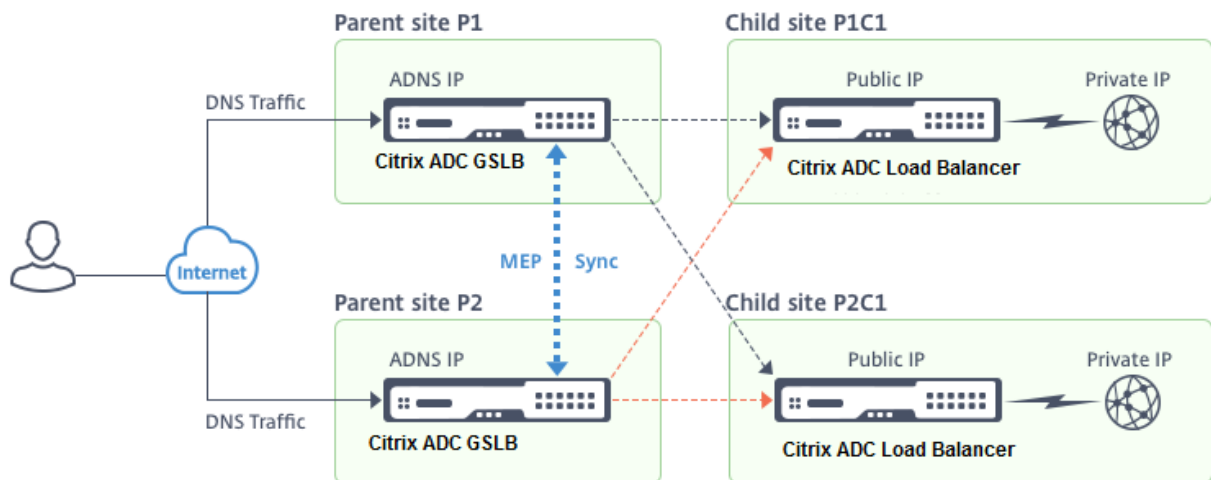 Parent site P1
Child site P1C1
ADNS IP
Public IP
Private IP
DNS Traffic
Citrix ADC GSLB
Citrix ADC Load Balancer
Internet
MEP Sync
Parent site P2
Child site P2C1
ADNS IP
Public IP
Private IP
DNS Traffic
Citrix ADC GSLB
Citrix ADC Load Balancer